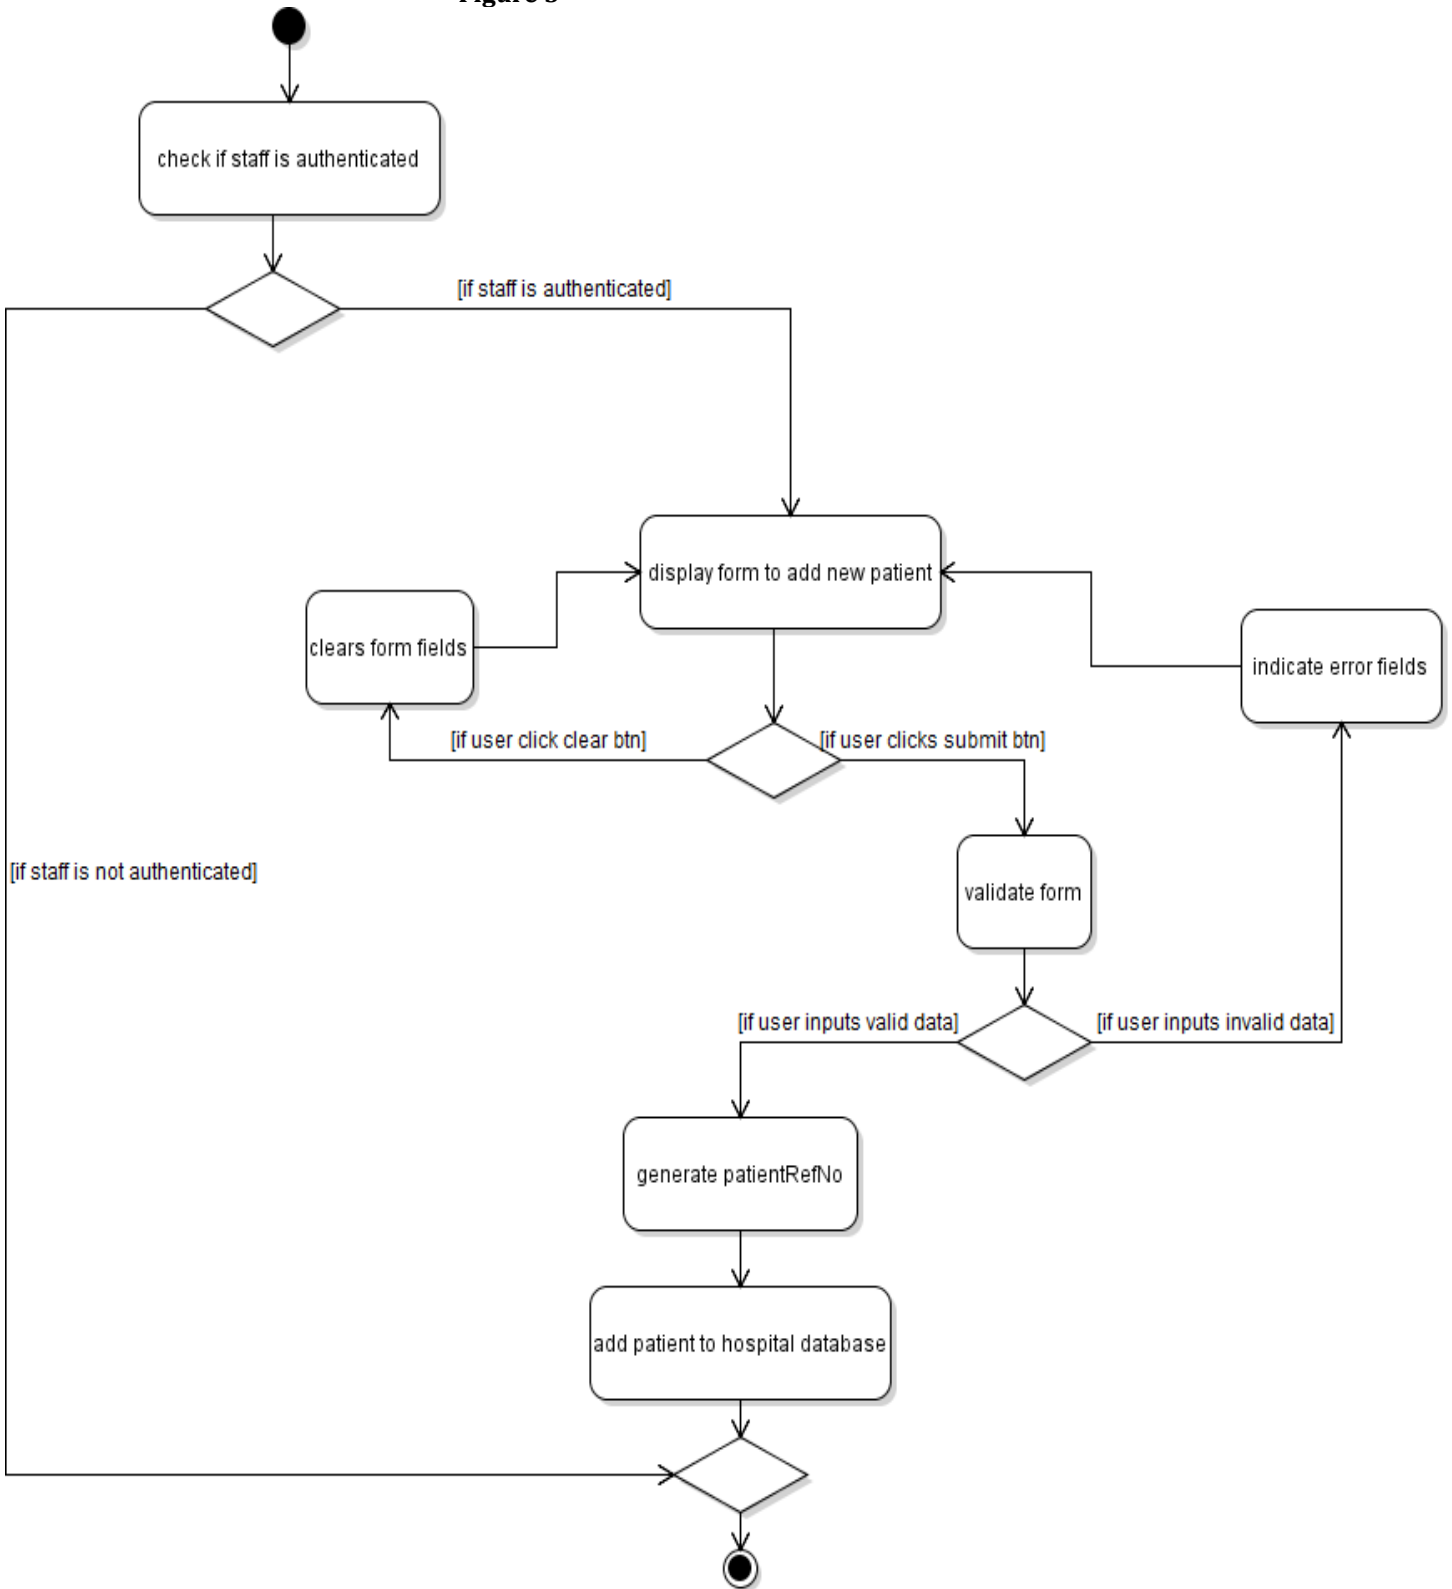 check if staff is authenticated
[if staff is authenticated]
display form to add new patient
clears form fields
indicate error fields
[if user click clear btn]
[if user clicks submit btn]
[if staff is not authenticated]
validate form
[if user inputs valid data]
[if user inputs invalid data]
generate patientRefNo
add patient to hospital database